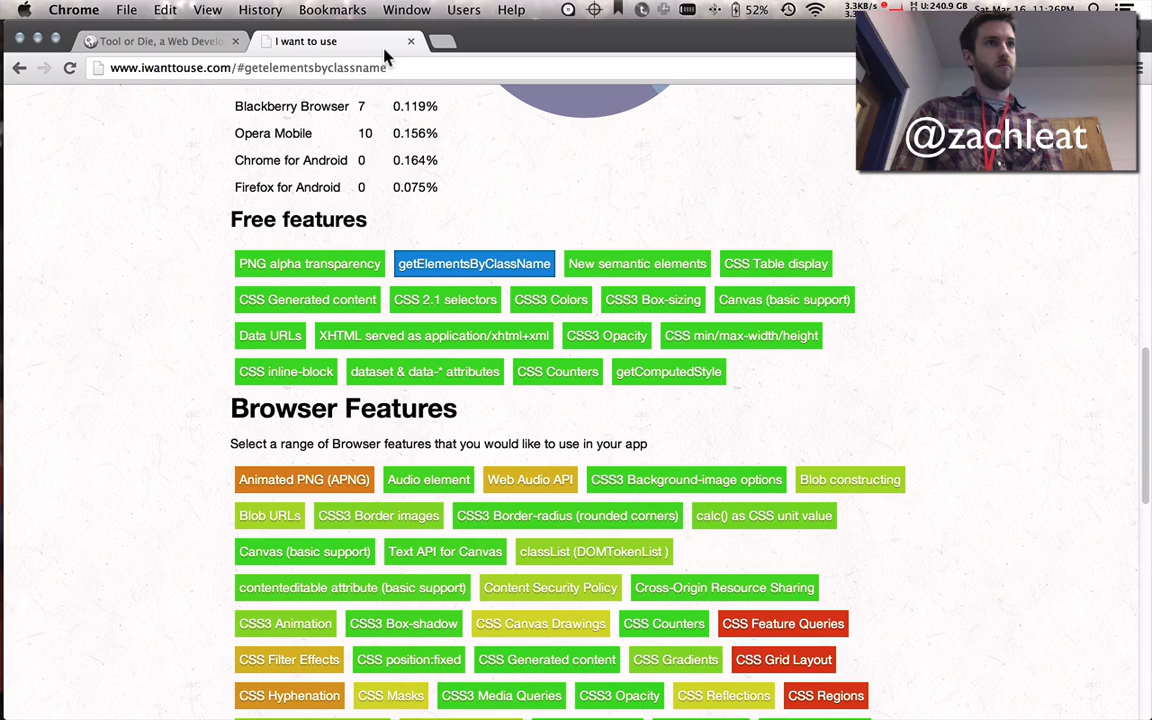 Chrome File Edit View History Bookmarks Window Users Help 52% 3.3KB/s U: 240.9 GB Sat Mar 16 11:26PM
Tool or Die, a Web Develo I want to use
www.iwanttouse.com/#getelementsbyclassname
@zachleat
Blackberry Browser 7 0.119%
Opera Mobile 10 0.156%
Chrome for Android 0 0.164%
Firefox for Android 0 0.075%
Free features
PNG alpha transparency getElementsByClassName New semantic elements CSS Table display
CSS Generated content CSS 2.1 selectors CSS3 Colors CSS3 Box-sizing Canvas (basic support)
Data URLs XHTML served as application/xhtml+xml CSS3 Opacity CSS min/max-width/height
CSS inline-block dataset & data-* attributes CSS Counters getComputedStyle
Browser Features
Select a range of Browser features that you would like to use in your app
Animated PNG (APNG) Audio element Web Audio API CSS3 Background-image options Blob constructing
Blob URLs CSS3 Border images CSS3 Border-radius (rounded corners) calc() as CSS unit value
Canvas (basic support) Text API for Canvas classList (DOMTokenList )
contenteditable attribute (basic support) Content Security Policy Cross-Origin Resource Sharing
CSS3 Animation CSS3 Box-shadow CSS Canvas Drawings CSS Counters CSS Feature Queries
CSS Filter Effects CSS position:fixed CSS Generated content CSS Gradients CSS Grid Layout
CSS Hyphenation CSS Masks CSS3 Media Queries CSS3 Opacity CSS Reflections CSS Regions